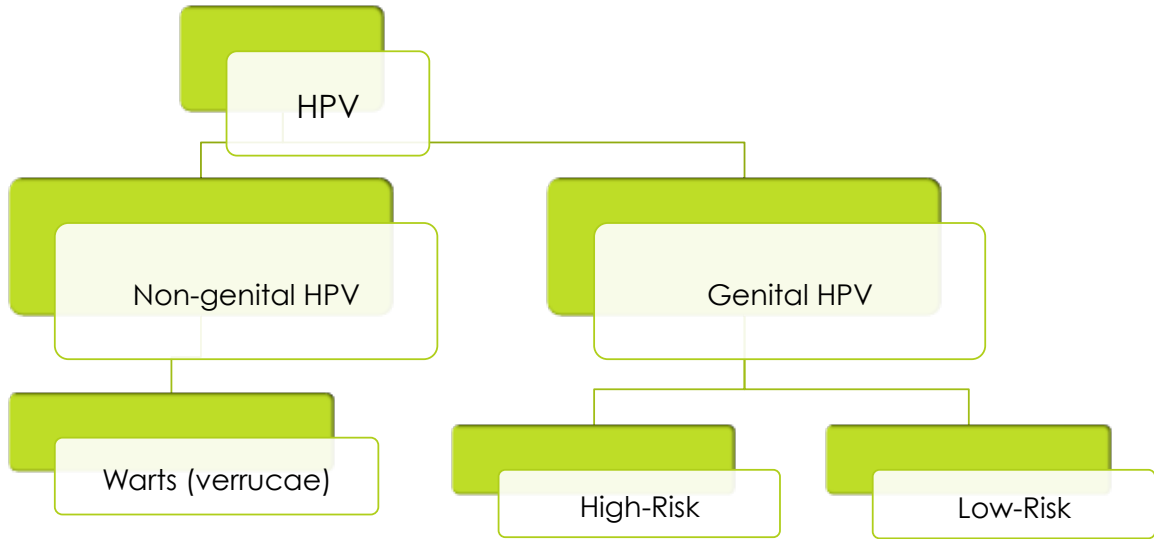 HPV
Non-genital HPV
Genital HPV
Warts (verrucae)
High-Risk
Low-Risk